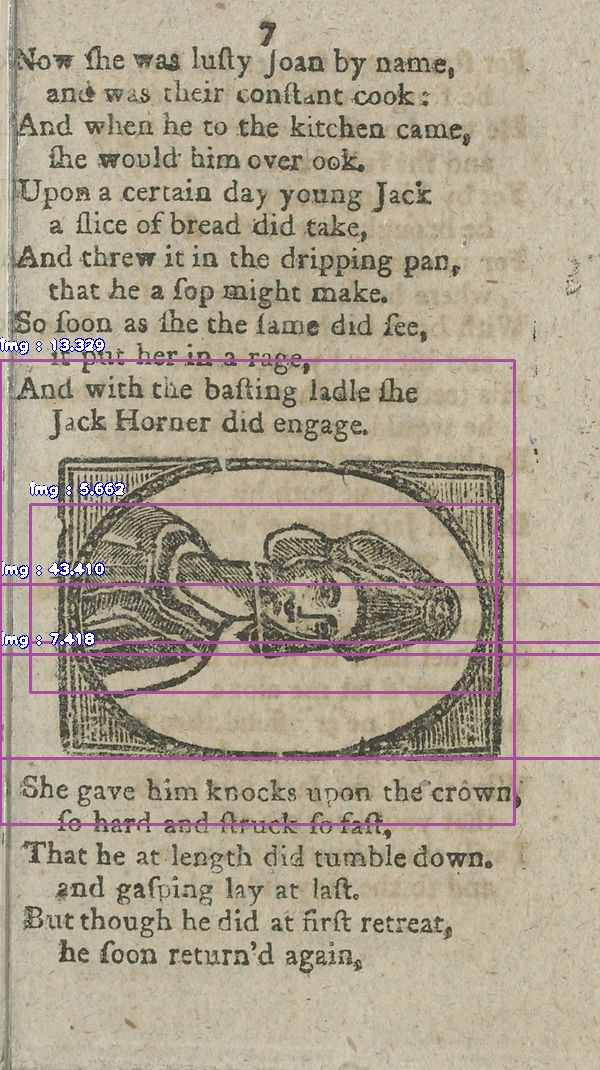 7
Now ſhe was luſty Joan by name,
and was their conſtant cook:
And when he to the kitchen came,
ſhe would him over ook.
Upon a certain day young Jack
a ſlice of bread did take,
And threw it in the dripping pan,
that he a ſop might make.
So ſoon as ſhe the ſame did ſee,
img : 13.329
it put her in a rage,
And with the baſting ladle ſhe
Jack Horner did engage.
img : 5.662
img : 43.410
img : 7.418
She gave him knocks upon the crown,
ſo hard and ſtruck ſo faſt,
That he at length did tumble down.
and gaſping lay at laſt.
But though he did at firſt retreat,
he ſoon return'd again,